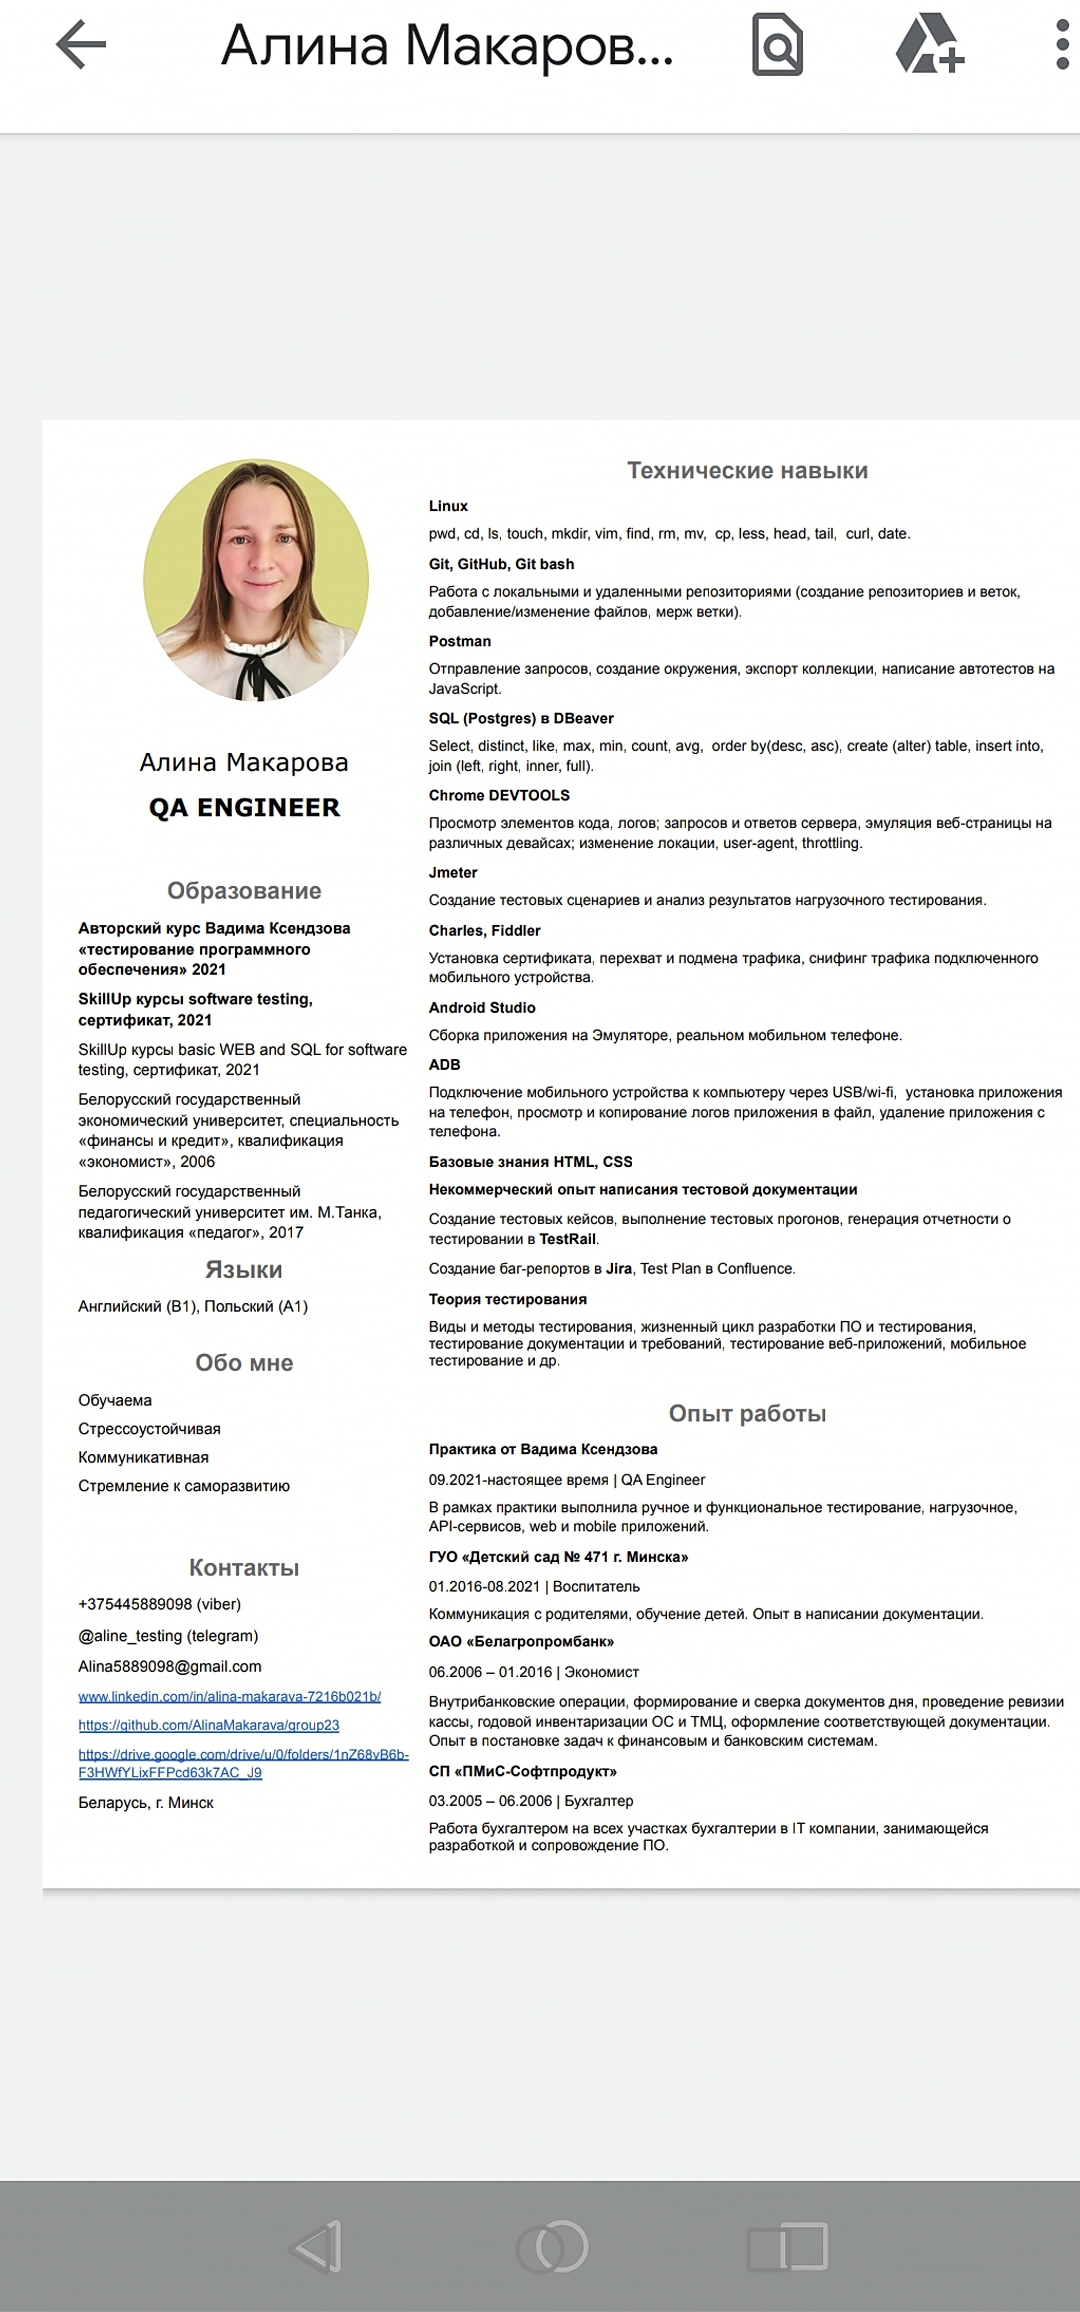 Алина Макаров...
Алина Макарова
QA ENGINEER
Образование
Авторский курс Вадима Ксендзова
«тестирование программного
обеспечения» 2021
SkillUp курсы software testing,
сертификат, 2021
SkillUp курсы basic WEB and SQL for software
testing, сертификат, 2021
Белорусский государственный
экономический университет, специальность
«финансы и кредит», квалификация
«экономист», 2006
Белорусский государственный
педагогический университет им. М.Танка,
квалификация «педагог», 2017
Языки
Английский (B1), Польский (A1)
Обо мне
Обучаема
Стрессоустойчивая
Коммуникативная
Стремление к саморазвитию
Контакты
+375445889098 (viber)
@aline_testing (telegram)
Alina5889098@gmail.com
www.linkedin.com/in/alina-makarava-7216b021b/
https://github.com/AlinaMakarava/group23
https://drive.google.com/drive/u/0/folders/1nZ68vB6b-
F3HWfYLixFFPcd63k7AC_J9
Беларусь, г. Минск
Технические навыки
Linux
pwd, cd, ls, touch, mkdir, vim, find, rm, mv, cp, less, head, tail, curl, date.
Git, GitHub, Git bash
Работа с локальными и удаленными репозиториями (создание репозиториев и веток,
добавление/изменение файлов, мерж ветки).
Postman
Отправление запросов, создание окружения, экспорт коллекции, написание автотестов на
JavaScript.
SQL (Postgres) в DBeaver
Select, distinct, like, max, min, count, avg, order by(desc, asc), create (alter) table, insert into,
join (left, right, inner, full).
Chrome DEVTOOLS
Просмотр элементов кода, логов; запросов и ответов сервера, эмуляция веб-страницы на
различных девайсах; изменение локации, user-agent, throttling.
Jmeter
Создание тестовых сценариев и анализ результатов нагрузочного тестирования.
Charles, Fiddler
Установка сертификата, перехват и подмена трафика, снифинг трафика подключенного
мобильного устройства.
Android Studio
Сборка приложения на Эмуляторе, реальном мобильном телефоне.
ADB
Подключение мобильного устройства к компьютеру через USB/wi-fi, установка приложения
на телефон, просмотр и копирование логов приложения в файл, удаление приложения с
телефона.
Базовые знания HTML, CSS
Некоммерческий опыт написания тестовой документации
Создание тестовых кейсов, выполнение тестовых прогонов, генерация отчетности о
тестировании в TestRail.
Создание баг-репортов в Jira, Test Plan в Confluence.
Теория тестирования
Виды и методы тестирования, жизненный цикл разработки ПО и тестирования,
тестирование документации и требований, тестирование веб-приложений, мобильное
тестирование и др.
Опыт работы
Практика от Вадима Ксендзова
09.2021-настоящее время | QA Engineer
В рамках практики выполнила ручное и функциональное тестирование, нагрузочное,
API-сервисов, web и mobile приложений.
ГУО «Детский сад № 471 г. Минска»
01.2016-08.2021 | Воспитатель
Коммуникация с родителями, обучение детей. Опыт в написании документации.
ОАО «Белагропромбанк»
06.2006 – 01.2016 | Экономист
Внутрибанковские операции, формирование и сверка документов дня, проведение ревизии
кассы, годовой инвентаризации ОС и ТМЦ, оформление соответствующей документации.
Опыт в постановке задач к финансовым и банковским системам.
СП «ПМиС-Софтпродукт»
03.2005 – 06.2006 | Бухгалтер
Работа бухгалтером на всех участках бухгалтерии в IT компании, занимающейся
разработкой и сопровождение ПО.